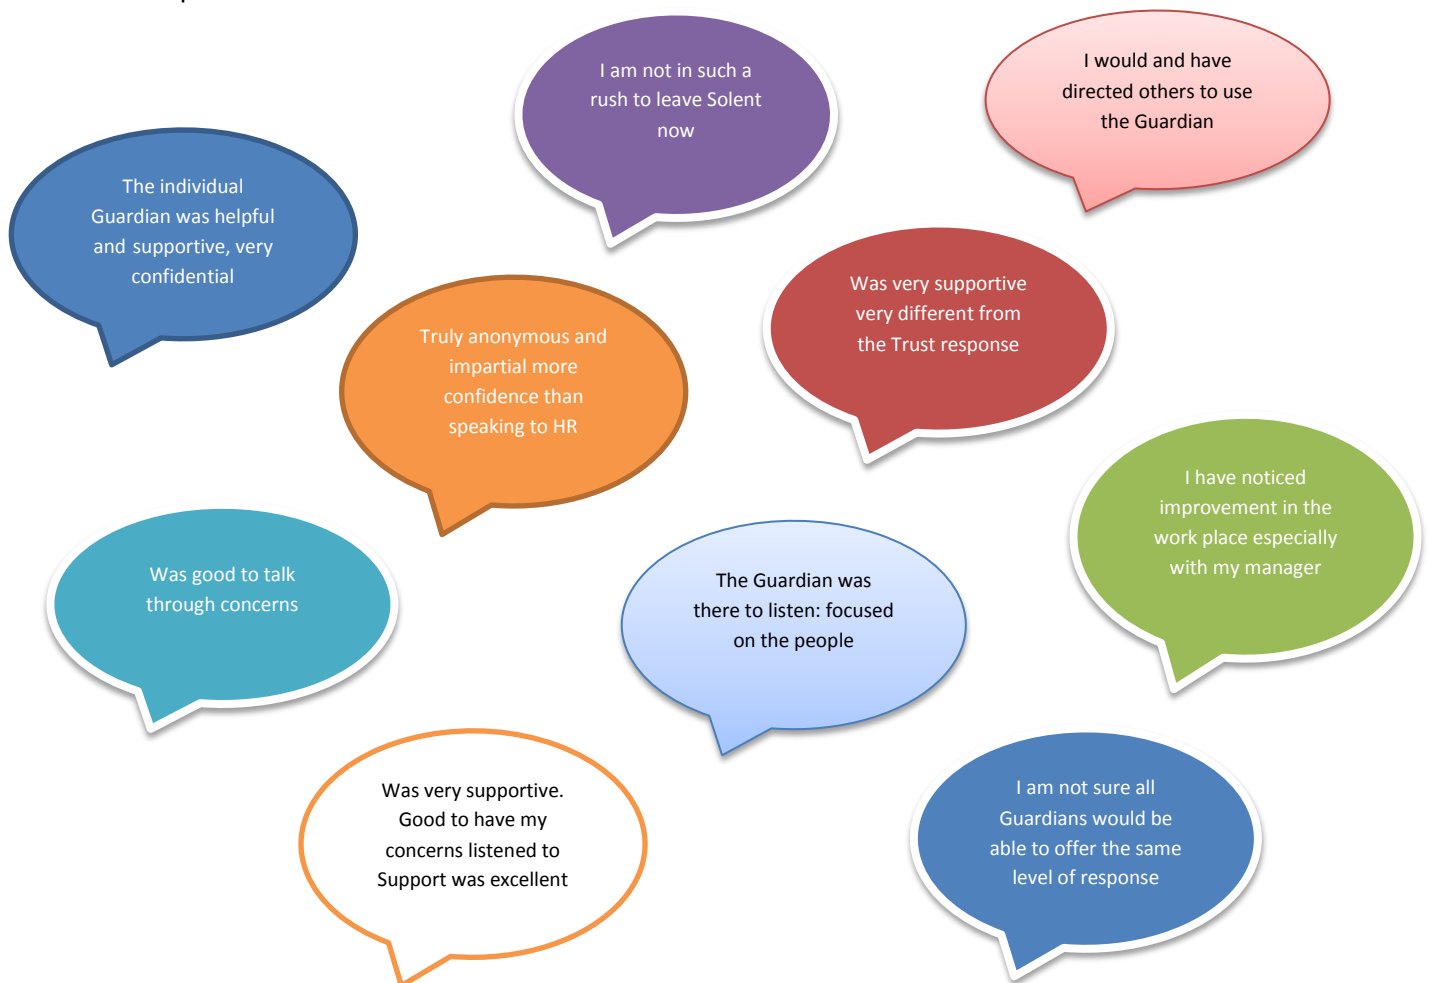 I am not in such a
rush to leave Solent
now
I would and have
directed others to use
the Guardian
The individual
Guardian was helpful
and supportive, very
confidential
Was very supportive
very different from
the Trust response
Truly anonymous and
impartial more
confidence than
speaking to HR
I have noticed
improvement in the
work place especially
with my manager
Was good to talk
through concerns
The Guardian was
there to listen: focused
on the people
Was very supportive.
Good to have my
concerns listened to
Support was excellent
I am not sure all
Guardians would be
able to offer the same
level of response